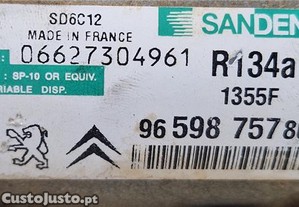 SD6C12
SANDEN
MADE IN FRANCE
06627304961
R134a
: SP-10 OR EQUIV.
RIABLE DISP.
1355F
96 598 757 8
CustoJusto.pt